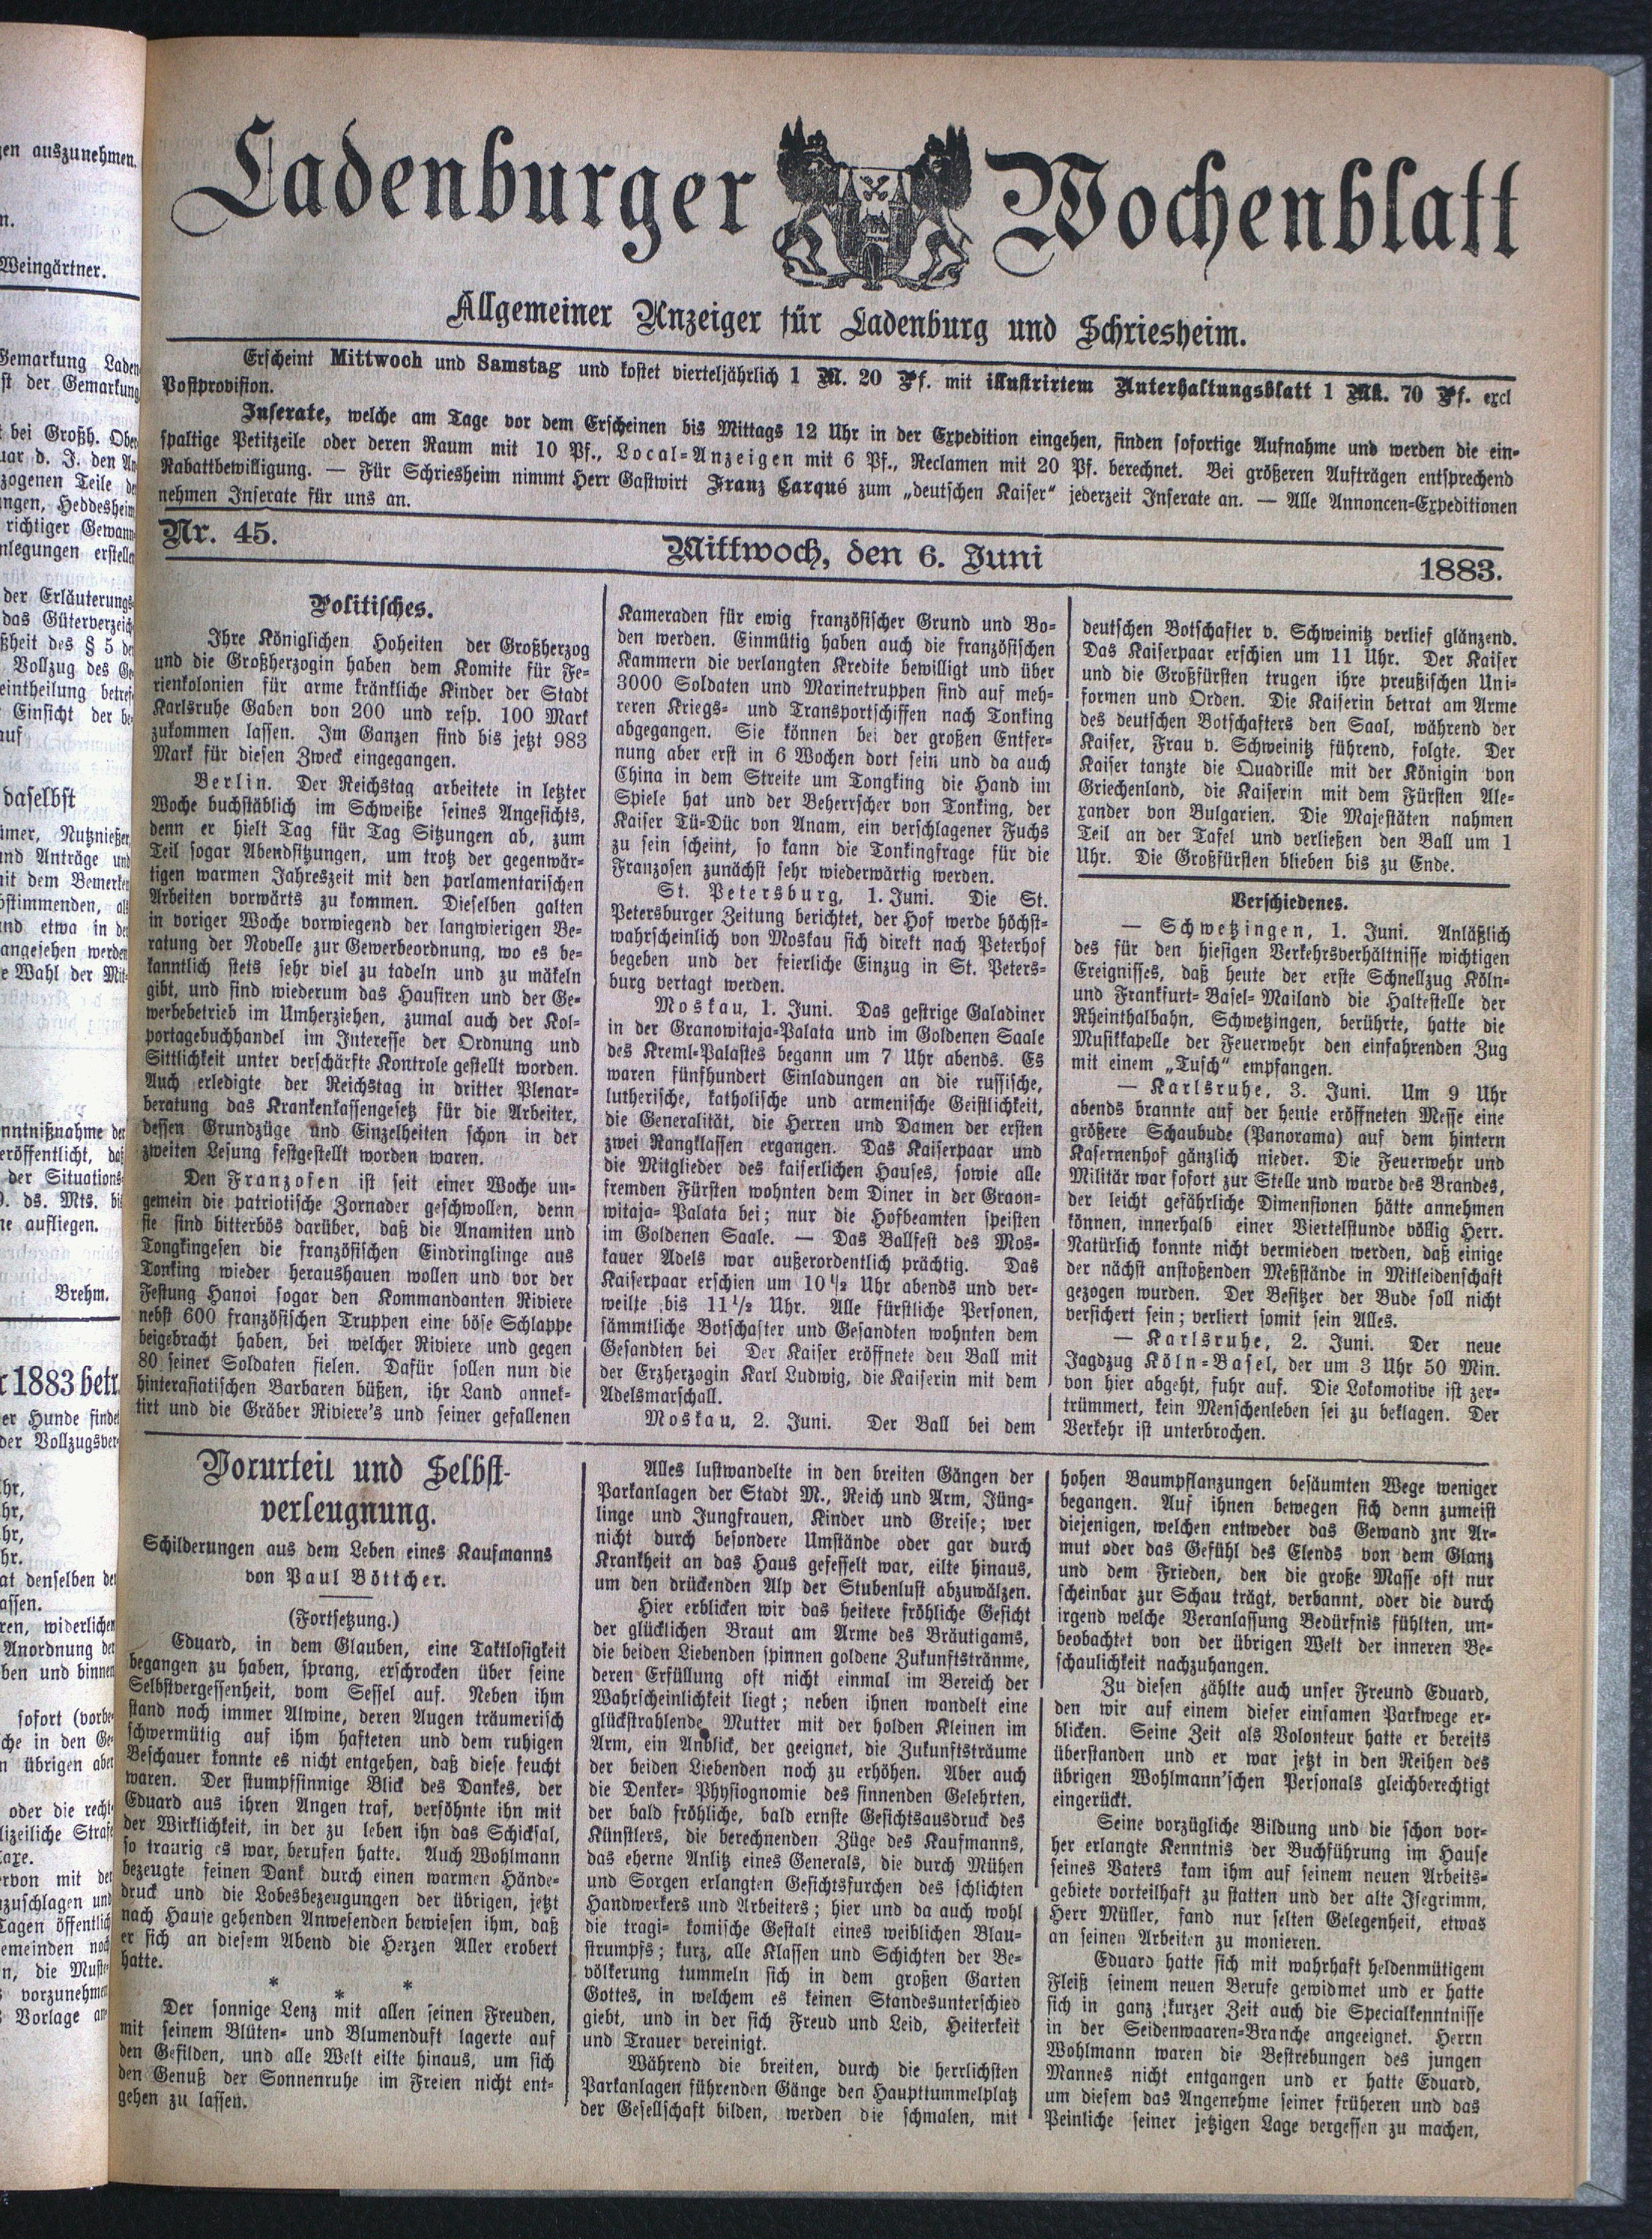 Ladenburger Wochenblatt
Allgemeiner Anzeiger für Ladenburg und Schriesheim.
Erscheint Mittwoch und Samstag und kostet vierteljährlich 1 M. 20 Pf. mit illustrirtem Unterhaltungsblatt 1 Mk. 70 Pf. excl
Postprovision.
Inserate, welche am Tage vor dem Erscheinen bis Mittags 12 Uhr in der Expedition eingehen, finden sofortige Aufnahme und werden die ein-
spaltige Petitzeile oder deren Raum mit 10 Pf., Local-Anzeigen mit 6 Pf., Reclamen mit 20 Pf. berechnet. Bei größeren Aufträgen entsprechend
Rabattbewilligung. — Für Schriesheim nimmt Herr Gastwirt Franz Carqué zum „deutschen Kaiser" jederzeit Inserate an. — Alle Annoncen-Expeditionen
nehmen Inserate für uns an.
Nr. 45.
Mittwoch, den 6. Juni
1883.
Politisches.
Ihre Königlichen Hoheiten der Großherzog
und die Großherzogin haben dem Komite für Fe-
rienkolonien für arme kränkliche Kinder der Stadt
Karlsruhe Gaben von 200 und resp. 100 Mark
zukommen lassen. Im Ganzen sind bis jetzt 983
Mark für diesen Zweck eingegangen.
Berlin. Der Reichstag arbeitete in letzter
Woche buchstäblich im Schweiße seines Angesichts,
denn er hielt Tag für Tag Sitzungen ab, zum
Teil sogar Abendsitzungen, um trotz der gegenwär-
tigen warmen Jahreszeit mit den parlamentarischen
Arbeiten vorwärts zu kommen. Dieselben galten
in voriger Woche vorwiegend der langwierigen Be-
ratung der Novelle zur Gewerbeordnung, wo es be-
kanntlich stets sehr viel zu tadeln und zu mäkeln
gibt, und sind wiederum das Hausiren und der Ge-
werbebetrieb im Umherziehen, zumal auch der Kol-
portagebuchhandel im Interesse der Ordnung und
Sittlichkeit unter verschärfte Kontrole gestellt worden.
Auch erledigte der Reichstag in dritter Plenar-
beratung das Krankenkassengesetz für die Arbeiter,
dessen Grundzüge und Einzelheiten schon in der
zweiten Lesung festgestellt worden waren.
Den Franzosen ist seit einer Woche un-
gemein die patriotische Zornader geschwollen, denn
sie sind bitterbös darüber, daß die Anamiten und
Tongkingesen die französischen Eindringlinge aus
Tonking wieder heraushauen wollen und vor der
Festung Hanoi sogar den Kommandanten Riviere
nebst 600 französischen Truppen eine böse Schlappe
beigebracht haben, bei welcher Riviere und gegen
80 seiner Soldaten fielen. Dafür sollen nun die
hinterasiatischen Barbaren büßen, ihr Land annek-
tirt und die Gräber Riviere's und seiner gefallenen
Kameraden für ewig französischer Grund und Bo-
den werden. Einmütig haben auch die französischen
Kammern die verlangten Kredite bewilligt und über
3000 Soldaten und Marinetruppen sind auf meh-
reren Kriegs- und Transportschiffen nach Tonking
abgegangen. Sie können bei der großen Entfer-
nung aber erst in 6 Wochen dort sein und da auch
China in dem Streite um Tongking die Hand im
Spiele hat und der Beherrscher von Tonking, der
Kaiser Tü-Düc von Anam, ein verschlagener Fuchs
zu sein scheint, so kann die Tonkingfrage für die
Franzosen zunächst sehr wiederwärtig werden.
St. Petersburg, 1. Juni. Die St.
Petersburger Zeitung berichtet, der Hof werde höchst-
wahrscheinlich von Moskau sich direkt nach Peterhof
begeben und der feierliche Einzug in St. Peters-
burg vertagt werden.
Moskau, 1. Juni. Das gestrige Galadiner
in der Granowitaja-Palata und im Goldenen Saale
des Kreml-Palastes begann um 7 Uhr abends. Es
waren fünfhundert Einladungen an die russische,
lutherische, katholische und armenische Geistlichkeit,
die Generalität, die Herren und Damen der ersten
zwei Rangklassen ergangen. Das Kaiserpaar und
die Mitglieder des kaiserlichen Hauses, sowie alle
fremden Fürsten wohnten dem Diner in der Graon-
witaja- Palata bei; nur die Hofbeamten speisten
im Goldenen Saale. — Das Ballfest des Mos-
kauer Adels war außerordentlich prächtig. Das
Kaiserpaar erschien um 10½ Uhr abends und ver-
weilte bis 11½ Uhr. Alle fürstliche Personen,
sämmtliche Botschafter und Gesandten wohnten dem
Gesandten bei Der Kaiser eröffnete den Ball mit
der Erzherzogin Karl Ludwig, die Kaiserin mit dem
Adelsmarschall.
Moskau, 2. Juni. Der Ball bei dem
deutschen Botschafter v. Schweinitz verlief glänzend.
Das Kaiserpaar erschien um 11 Uhr. Der Kaiser
und die Großfürsten trugen ihre preußischen Uni-
formen und Orden. Die Kaiserin betrat am Arme
des deutschen Botschafters den Saal, während der
Kaiser, Frau v. Schweinitz führend, folgte. Der
Kaiser tanzte die Quadrille mit der Königin von
Griechenland, die Kaiserin mit dem Fürsten Ale-
xander von Bulgarien. Die Majestäten nahmen
Teil an der Tafel und verließen den Ball um 1
Uhr. Die Großfürsten blieben bis zu Ende.
Verschiedenes.
— Schwetzingen, 1. Juni. Anläßlich
des für den hiesigen Verkehrsverhältnisse wichtigen
Ereignisses, daß heute der erste Schnellzug Köln-
und Frankfurt- Basel- Mailand die Haltestelle der
Rheinthalbahn, Schwetzingen, berührte, hatte die
Musikkapelle der Feuerwehr den einfahrenden Zug
mit einem „Tusch" empfangen.
— Karlsruhe, 3. Juni. Um 9 Uhr
abends brannte auf der heute eröffneten Messe eine
größere Schaubude (Panorama) auf dem hintern
Kasernenhof gänzlich nieder. Die Feuerwehr und
Militär war sofort zur Stelle und wurde des Brandes,
der leicht gefährliche Dimensionen hätte annehmen
können, innerhalb einer Viertelstunde völlig Herr.
Natürlich konnte nicht vermieden werden, daß einige
der nächst anstoßenden Meßstände in Mitleidenschaft
gezogen wurden. Der Besitzer der Bude soll nicht
versichert sein; verliert somit sein Alles.
— Karlsruhe, 2. Juni. Der neue
Jagdzug Köln-Basel, der um 3 Uhr 50 Min.
von hier abgeht, fuhr auf. Die Lokomotive ist zer-
trümmert, kein Menschenleben sei zu beklagen. Der
Verkehr ist unterbrochen.
Vorurteil und Selbst-
verleugnung.
Schilderungen aus dem Leben eines Kaufmanns
von Paul Böttcher.
(Fortsetzung.)
Eduard, in dem Glauben, eine Taktlosigkeit
begangen zu haben, sprang, erschrocken über seine
Selbstvergessenheit, vom Sessel auf. Neben ihm
stand noch immer Alwine, deren Augen träumerisch
schwermütig auf ihm hafteten und dem ruhigen
Beschauer konnte es nicht entgehen, daß diese feucht
waren. Der stumpfsinnige Blick des Dankes, der
Eduard aus ihren Angen traf, versöhnte ihn mit
der Wirklichkeit, in der zu leben ihn das Schicksal,
so traurig es war, berufen hatte. Auch Wohlmann
bezeugte seinen Dank durch einen warmen Hände-
druck und die Lobesbezeugungen der übrigen, jetzt
nach Hause gehenden Anwesenden bewiesen ihm, daß
er sich an diesem Abend die Herzen Aller erobert
hatte.
* * *
Der sonnige Lenz mit allen seinen Freuden,
mit seinem Blüten- und Blumenduft lagerte auf
den Gefilden, und alle Welt eilte hinaus, um sich
den Genuß der Sonnenruhe im Freien nicht ent-
gehen zu lassen.
Alles lustwandelte in den breiten Gängen der
Parkanlagen der Stadt M., Reich und Arm, Jüng-
linge und Jungfrauen, Kinder und Greise; wer
nicht durch besondere Umstände oder gar durch
Krankheit an das Haus gefesselt war, eilte hinaus,
um den drückenden Alp der Stubenluft abzuwälzen.
Hier erblicken wir das heitere fröhliche Gesicht
der glücklichen Braut am Arme des Bräutigams,
die beiden Liebenden spinnen goldene Zukunftsträume,
deren Erfüllung oft nicht einmal im Bereich der
Wahrscheinlichkeit liegt; neben ihnen wandelt eine
glückstrahlende Mutter mit der holden Kleinen im
Arm, ein Anblick, der geeignet, die Zukunftsträume
der beiden Liebenden noch zu erhöhen. Aber auch
die Denker- Physiognomie des sinnenden Gelehrten,
der bald fröhliche, bald ernste Gesichtsausdruck des
Künstlers, die berechnenden Züge des Kaufmanns,
das eherne Anlitz eines Generals, die durch Mühen
und Sorgen erlangten Gesichtsfurchen des schlichten
Handwerkers und Arbeiters; hier und da auch wohl
die tragi- komische Gestalt eines weiblichen Blau-
strumpfs; kurz, alle Klassen und Schichten der Be-
völkerung tummeln sich in dem großen Garten
Gottes, in welchem es keinen Standesunterschied
giebt, und in der sich Freud und Leid, Heiterkeit
und Trauer vereinigt.
Während die breiten, durch die herrlichsten
Parkanlagen führenden Gänge den Haupttummelplatz
der Gesellschaft bilden, werden die schmalen, mit
hohen Baumpflanzungen besäumten Wege weniger
begangen. Auf ihnen bewegen sich denn zumeist
diejenigen, welchen entweder das Gewand znr Ar-
mut oder das Gefühl des Elends von dem Glanz
und dem Frieden, den die große Masse oft nur
scheinbar zur Schau trägt, verbannt, oder die durch
irgend welche Veranlassung Bedürfnis fühlten, un-
beobachtet von der übrigen Welt der inneren Be-
schaulichkeit nachzuhangen.
Zu diesen zählte auch unser Freund Eduard,
den wir auf einem dieser einsamen Parkwege er-
blicken. Seine Zeit als Volonteur hatte er bereits
überstanden und er war jetzt in den Reihen des
übrigen Wohlmann'schen Personals gleichberechtigt
eingerückt.
Seine vorzügliche Bildung und die schon vor-
her erlangte Kenntnis der Buchführung im Hause
seines Vaters kam ihm auf seinem neuen Arbeits-
gebiete vorteilhaft zu statten und der alte Isegrimm,
Herr Müller, fand nur selten Gelegenheit, etwas
an seinen Arbeiten zu monieren.
Eduard hatte sich mit wahrhaft heldenmütigem
Fleiß seinem neuen Berufe gewidmet und er hatte
sich in ganz kurzer Zeit auch die Specialkenntnisse
in der Seidenwaaren-Branche angeeignet. Herrn
Wohlmann waren die Bestrebungen des jungen
Mannes nicht entgangen und er hatte Eduard,
um diesem das Angenehme seiner früheren und das
Peinliche seiner jetzigen Lage vergessen zu machen,